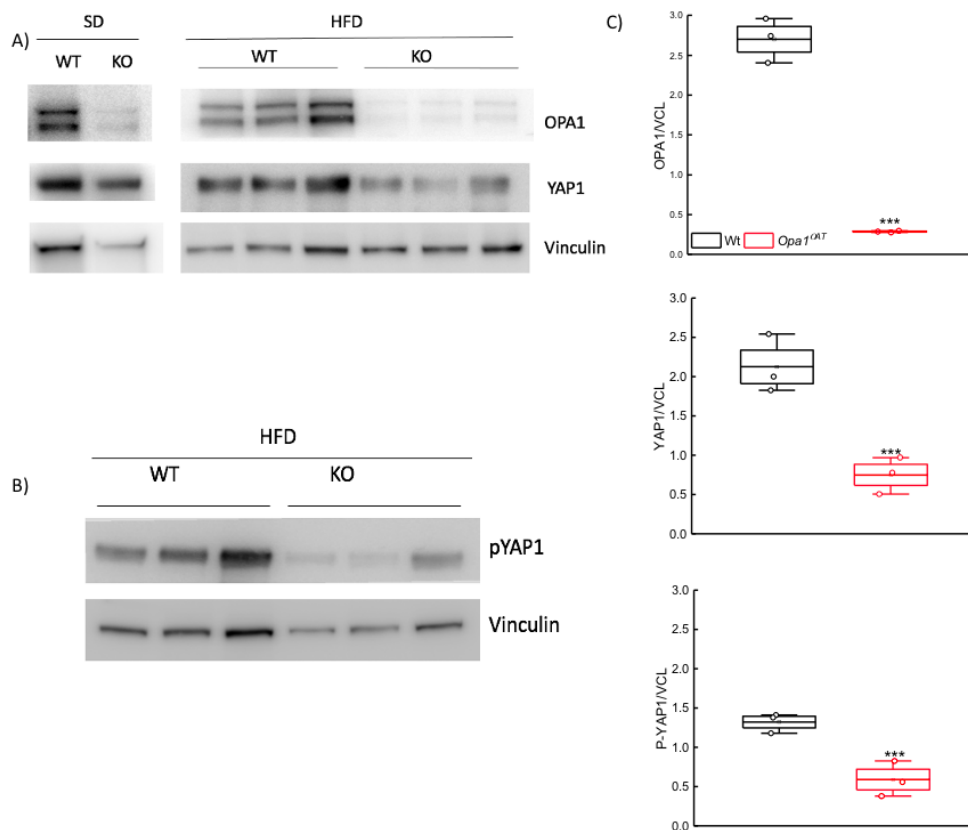 A)
SD
HFD
WT
KO
WT
KO
OPA1
YAP1
Vinculin
B)
HFD
WT
KO
pYAP1
Vinculin
C)
OPA1/VCL
3.0
2.5
2.0
1.5
1.0
0.5
0.0
***
Wt
Opa1ᴼᴬᵀ
YAP1/VCL
3.0
2.5
2.0
1.5
1.0
0.5
0.0
***
P-YAP1/VCL
3.0
2.5
2.0
1.5
1.0
0.5
0.0
***